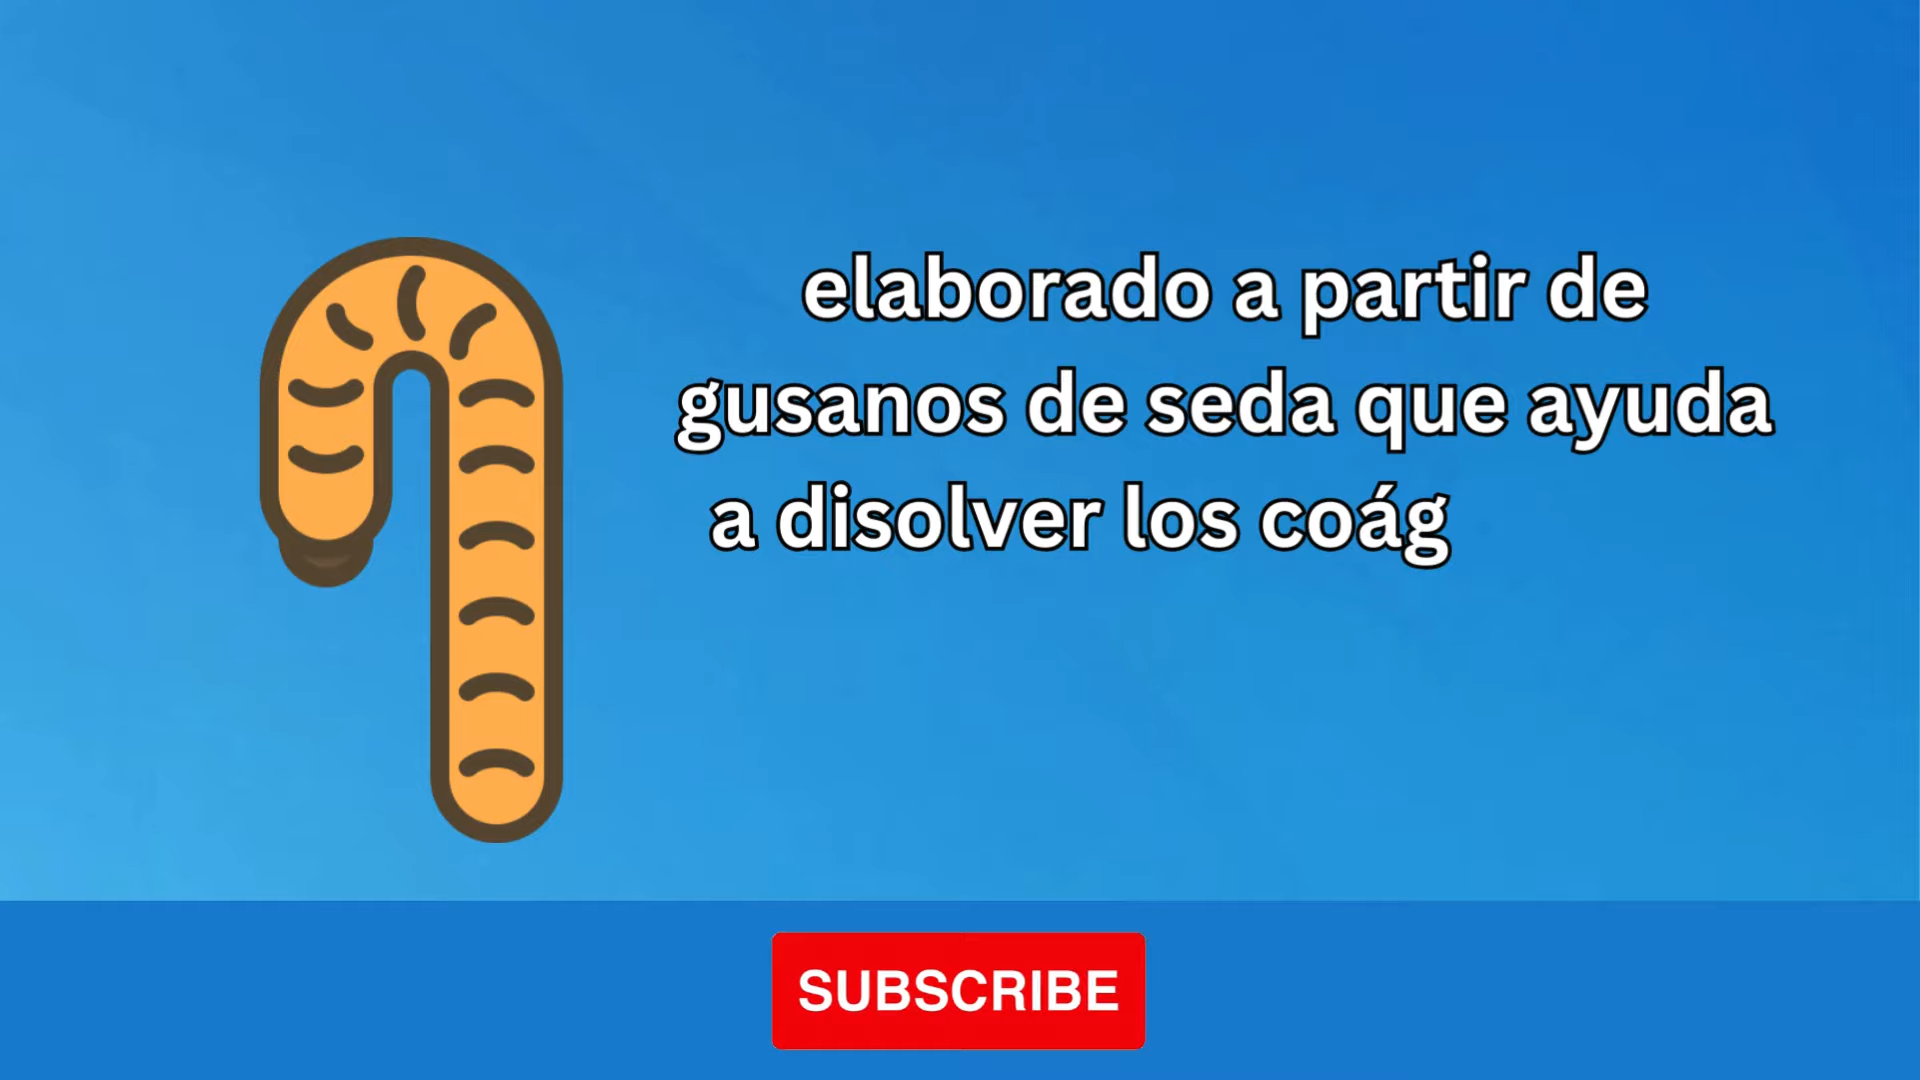 elaborado a partir de
gusanos de seda que ayuda
a disolver los coág
SUBSCRIBE